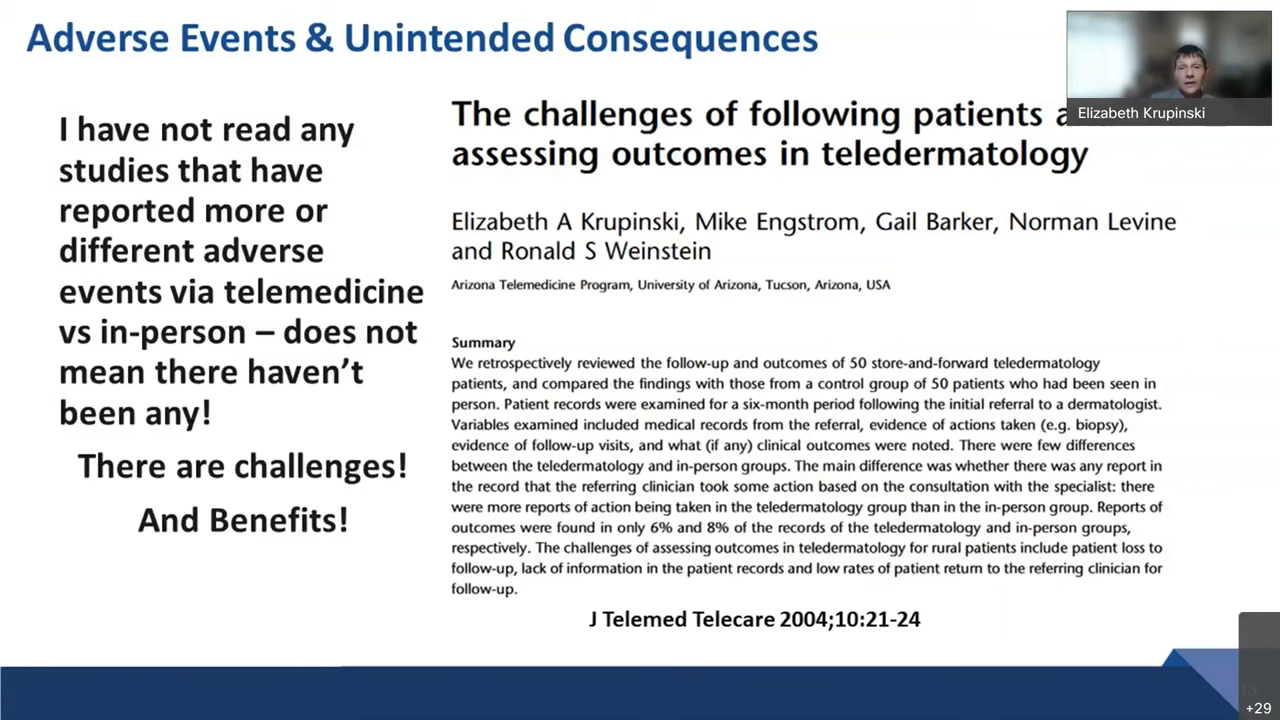 Adverse Events & Unintended Consequences
Elizabeth Krupinski
I have not read any
studies that have
reported more or
different adverse
events via telemedicine
vs in-person – does not
mean there haven't
been any!
There are challenges!
And Benefits!
The challenges of following patients a
assessing outcomes in teledermatology
Elizabeth A Krupinski, Mike Engstrom, Gail Barker, Norman Levine
and Ronald S Weinstein
Arizona Telemedicine Program, University of Arizona, Tucson, Arizona, USA
Summary
We retrospectively reviewed the follow-up and outcomes of 50 store-and-forward teledermatology
patients, and compared the findings with those from a control group of 50 patients who had been seen in
person. Patient records were examined for a six-month period following the initial referral to a dermatologist.
Variables examined included medical records from the referral, evidence of actions taken (e.g. biopsy),
evidence of follow-up visits, and what (if any) clinical outcomes were noted. There were few differences
between the teledermatology and in-person groups. The main difference was whether there was any report in
the record that the referring clinician took some action based on the consultation with the specialist: there
were more reports of action being taken in the teledermatology group than in the in-person group. Reports of
outcomes were found in only 6% and 8% of the records of the teledermatology and in-person groups,
respectively. The challenges of assessing outcomes in teledermatology for rural patients include patient loss to
follow-up, lack of information in the patient records and low rates of patient return to the referring clinician for
follow-up.
J Telemed Telecare 2004;10:21-24
+29